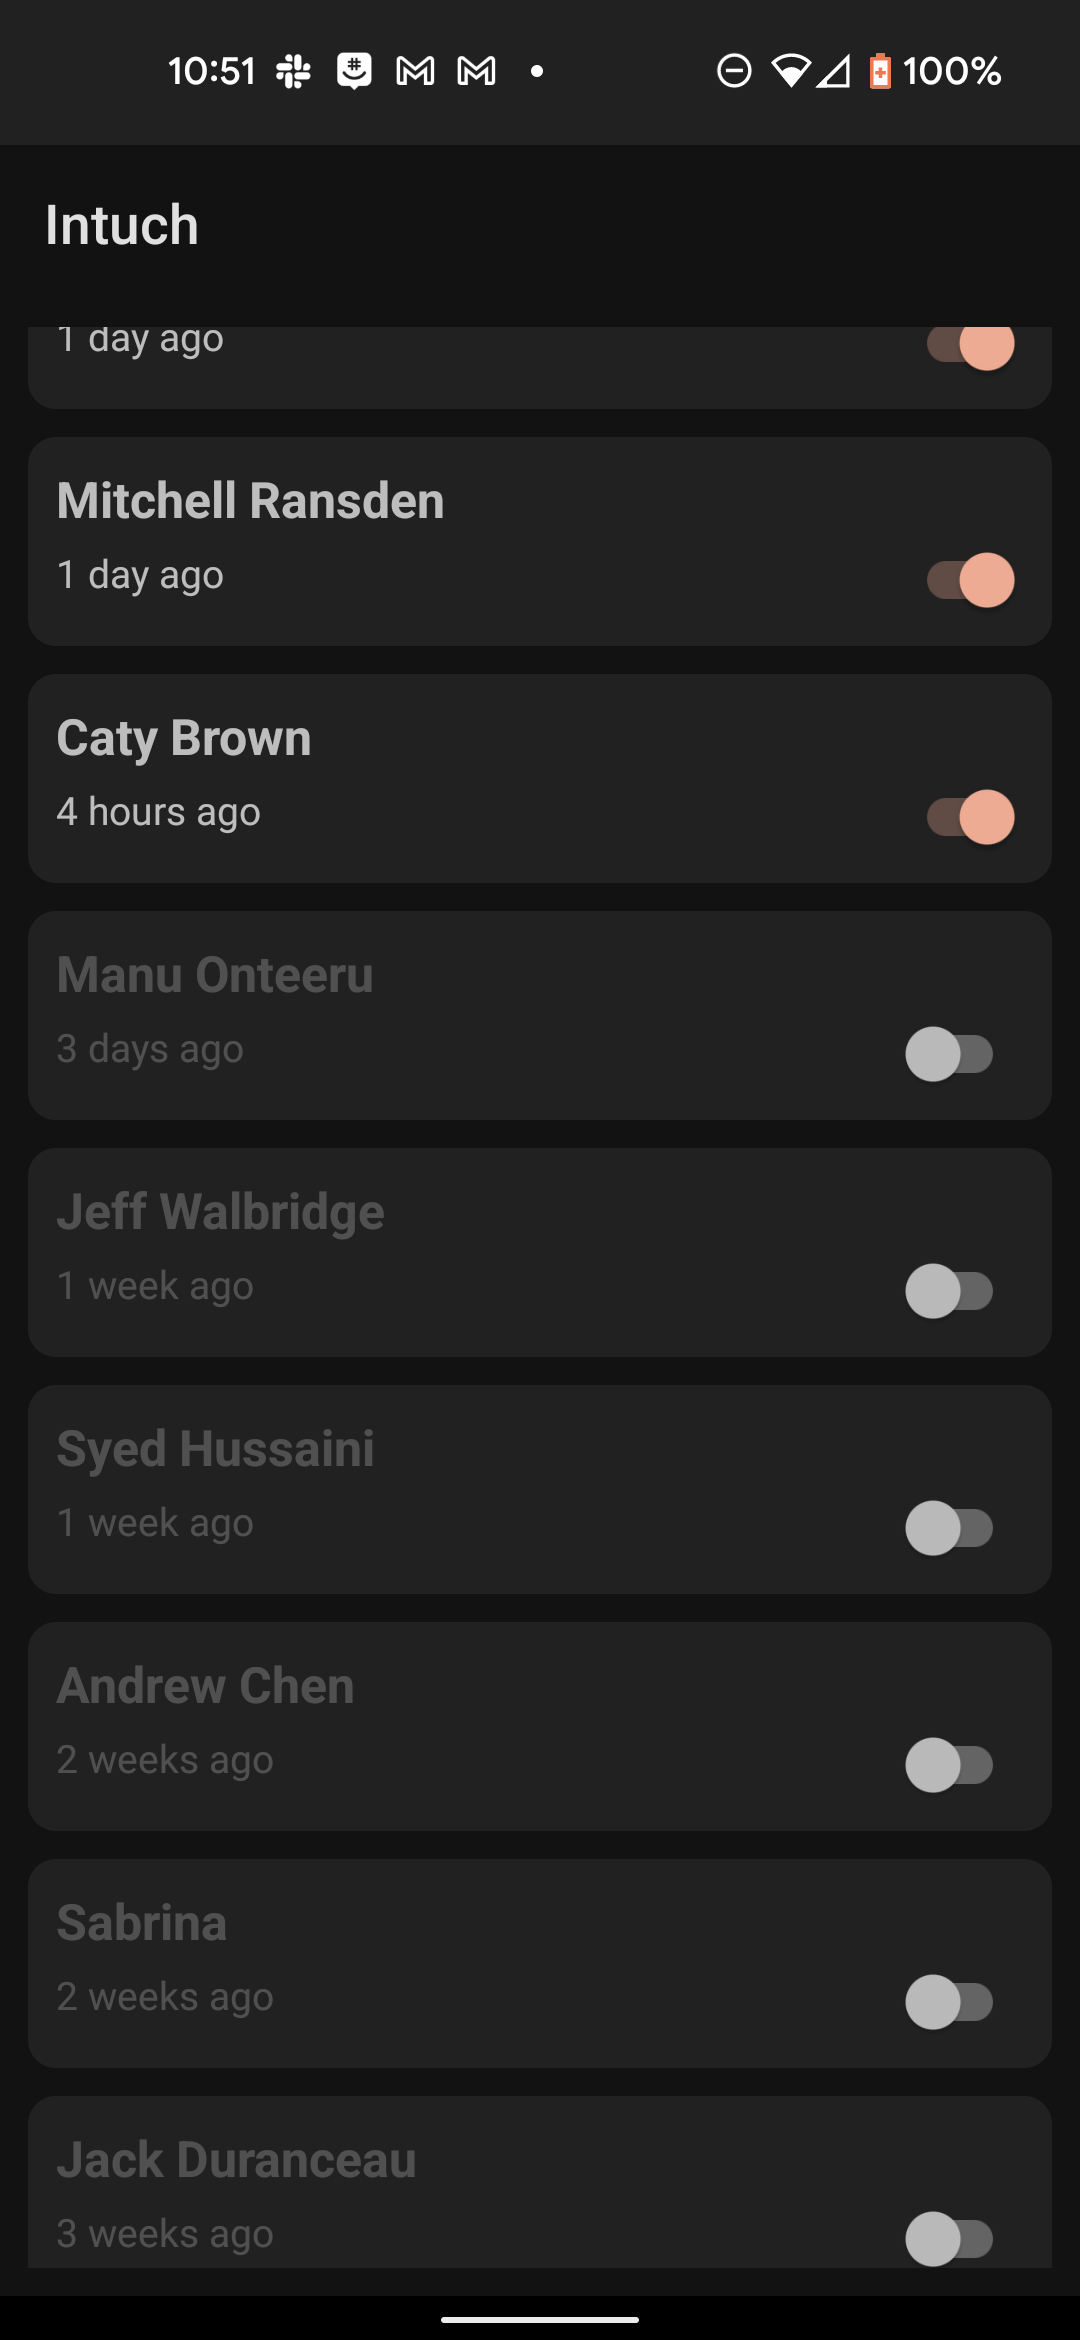 10:51
100%
Intuch
1 day ago
Mitchell Ransden
1 day ago
Caty Brown
4 hours ago
Manu Onteeru
3 days ago
Jeff Walbridge
1 week ago
Syed Hussaini
1 week ago
Andrew Chen
2 weeks ago
Sabrina
2 weeks ago
Jack Duranceau
3 weeks ago